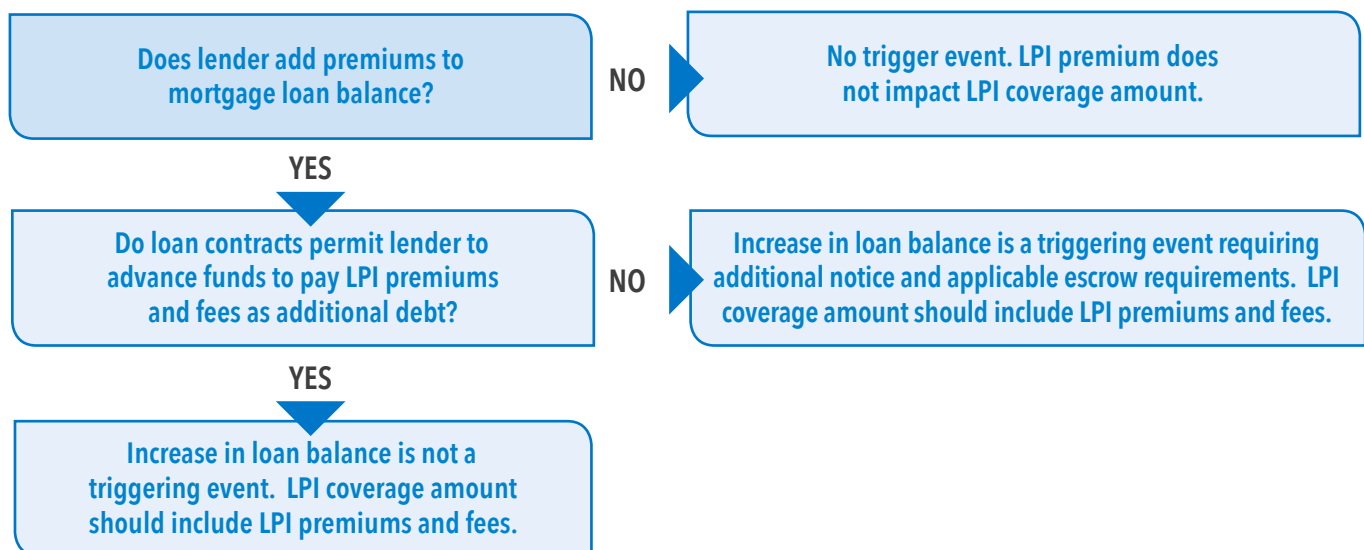 Does lender add premiums to
mortgage loan balance?
NO
No trigger event. LPI premium does
not impact LPI coverage amount.
YES
Do loan contracts permit lender to
advance funds to pay LPI premiums
and fees as additional debt?
NO
Increase in loan balance is a triggering event requiring
additional notice and applicable escrow requirements. LPI
coverage amount should include LPI premiums and fees.
YES
Increase in loan balance is not a
triggering event. LPI coverage amount
should include LPI premiums and fees.